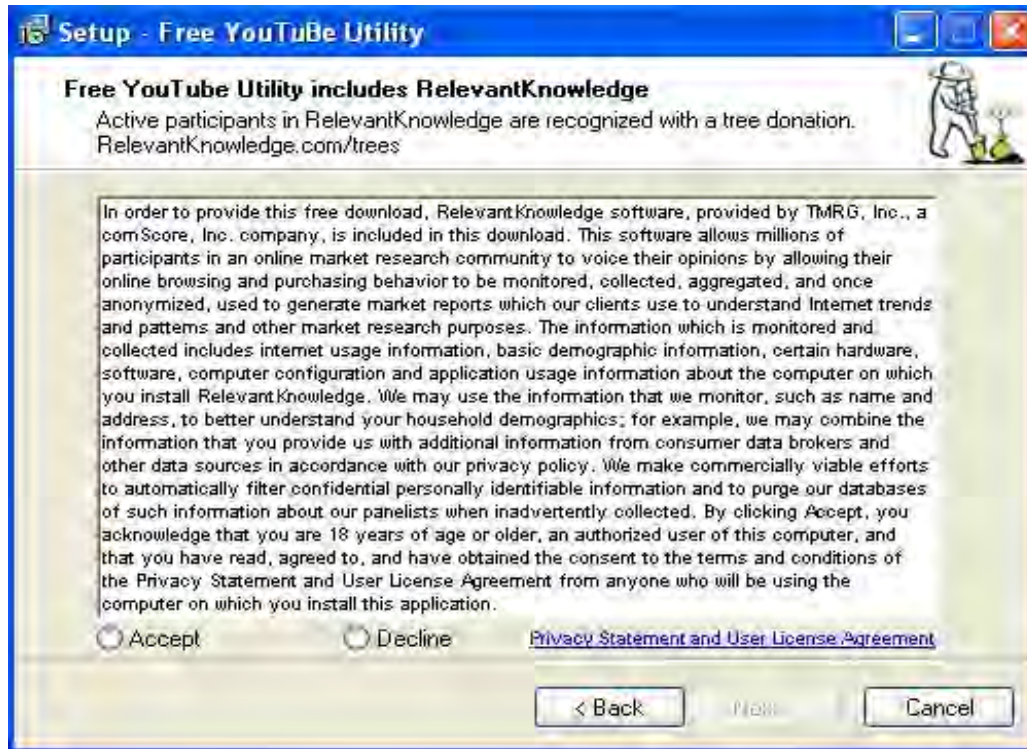 Setup - Free YouTuBe Utility
Free YouTube Utility includes RelevantKnowledge
Active participants in RelevantKnowledge are recognized with a tree donation.
RelevantKnowledge.com/trees
In order to provide this free download, RelevantKnowledge software, provided by TMRG, Inc., a
comScore, Inc. company, is included in this download. This software allows millions of
participants in an online market research community to voice their opinions by allowing their
online browsing and purchasing behavior to be monitored, collected, aggregated, and once
anonymized, used to generate market reports which our clients use to understand Internet trends
and patterns and other market research purposes. The information which is monitored and
collected includes internet usage information, basic demographic information, certain hardware,
software, computer configuration and application usage information about the computer on which
you install RelevantKnowledge. We may use the information that we monitor, such as name and
address, to better understand your household demographics; for example, we may combine the
information that you provide us with additional information from consumer data brokers and
other data sources in accordance with our privacy policy. We make commercially viable efforts
to automatically filter confidential personally identifiable information and to purge our databases
of such information about our panelists when inadvertently collected. By clicking Accept, you
acknowledge that you are 18 years of age or older, an authorized user of this computer, and
that you have read, agreed to, and have obtained the consent to the terms and conditions of
the Privacy Statement and User License Agreement from anyone who will be using the
computer on which you install this application.
Accept Decline Privacy Statement and User License Agreement
< Back Next Cancel